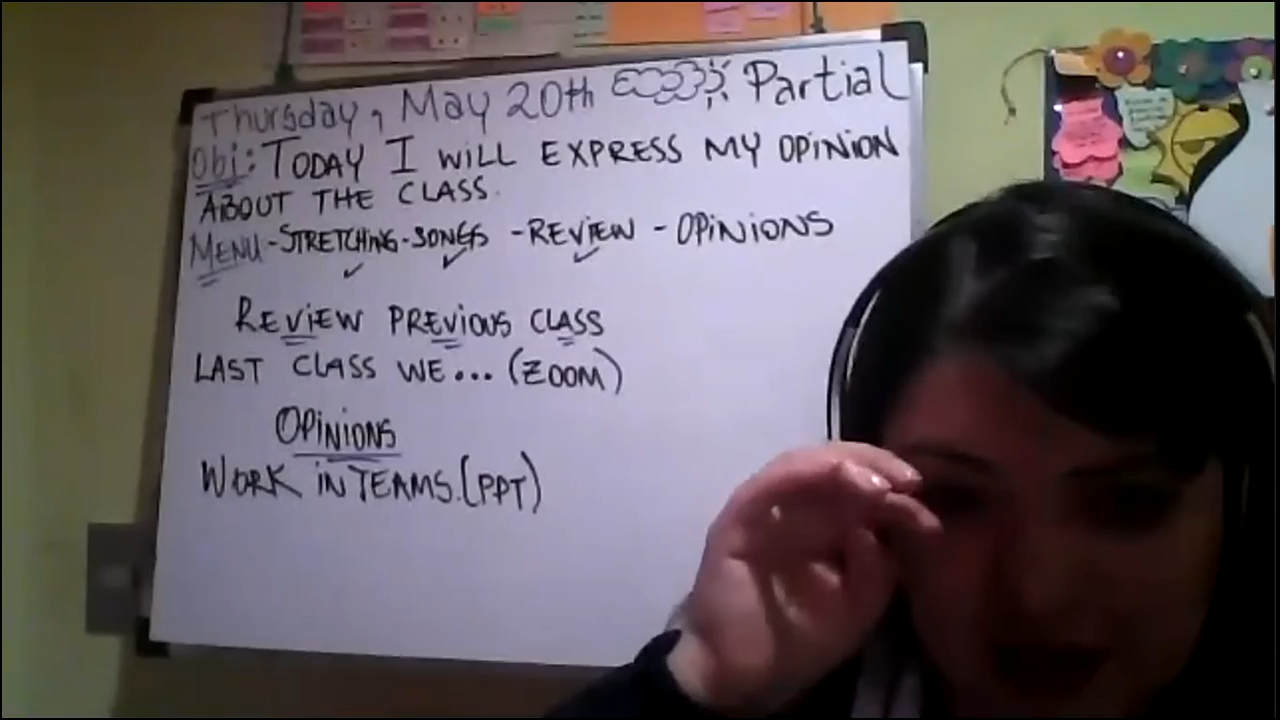 Thursday, May 20th Partial
Obj: TODAY I WILL EXPRESS MY OPINION
ABOUT THE CLASS.
MENU -STRETCHING -SONGS -REVIEW - OPINIONS
REVIEW PREVIOUS CLASS
LAST CLASS WE... (ZOOM)
OPINIONS
WORK IN TEAMS.(PPT)